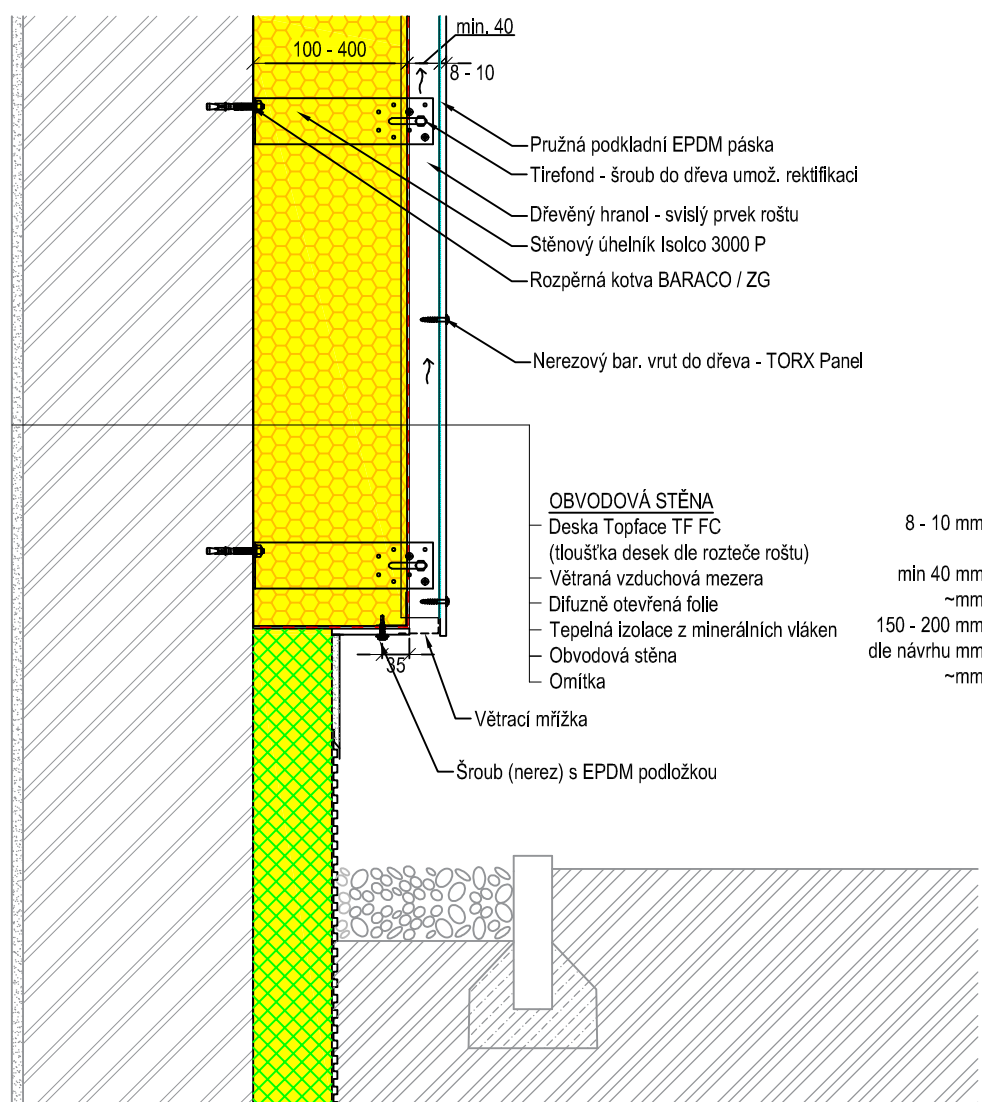 min. 40
100 - 400
8 - 10
Pružná podkladní EPDM páska
Tirefond - šroub do dřeva umož. rektifikaci
Dřevěný hranol - svislý prvek roštu
Stěnový úhelník Isolco 3000 P
Rozpěrná kotva BARACO / ZG
Nerezový bar. vrut do dřeva - TORX Panel
OBVODOVÁ STĚNA
Deska Topface TF FC 8 - 10 mm
(tloušťka desek dle rozteče roštu)
Větraná vzduchová mezera min 40 mm
Difuzně otevřená folie ~mm
Tepelná izolace z minerálních vláken 150 - 200 mm
Obvodová stěna dle návrhu mm
Omítka ~mm
35
Větrací mřížka
Šroub (nerez) s EPDM podložkou